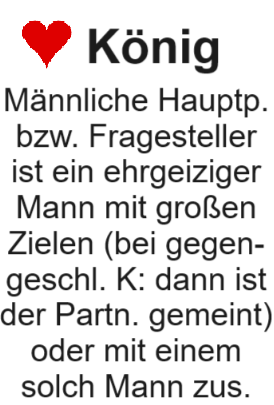 König
Männliche Hauptp.
bzw. Fragesteller
ist ein ehrgeiziger
Mann mit großen
Zielen (bei gegen-
geschl. K: dann ist
der Partn. gemeint)
oder mit einem
solch Mann zus.